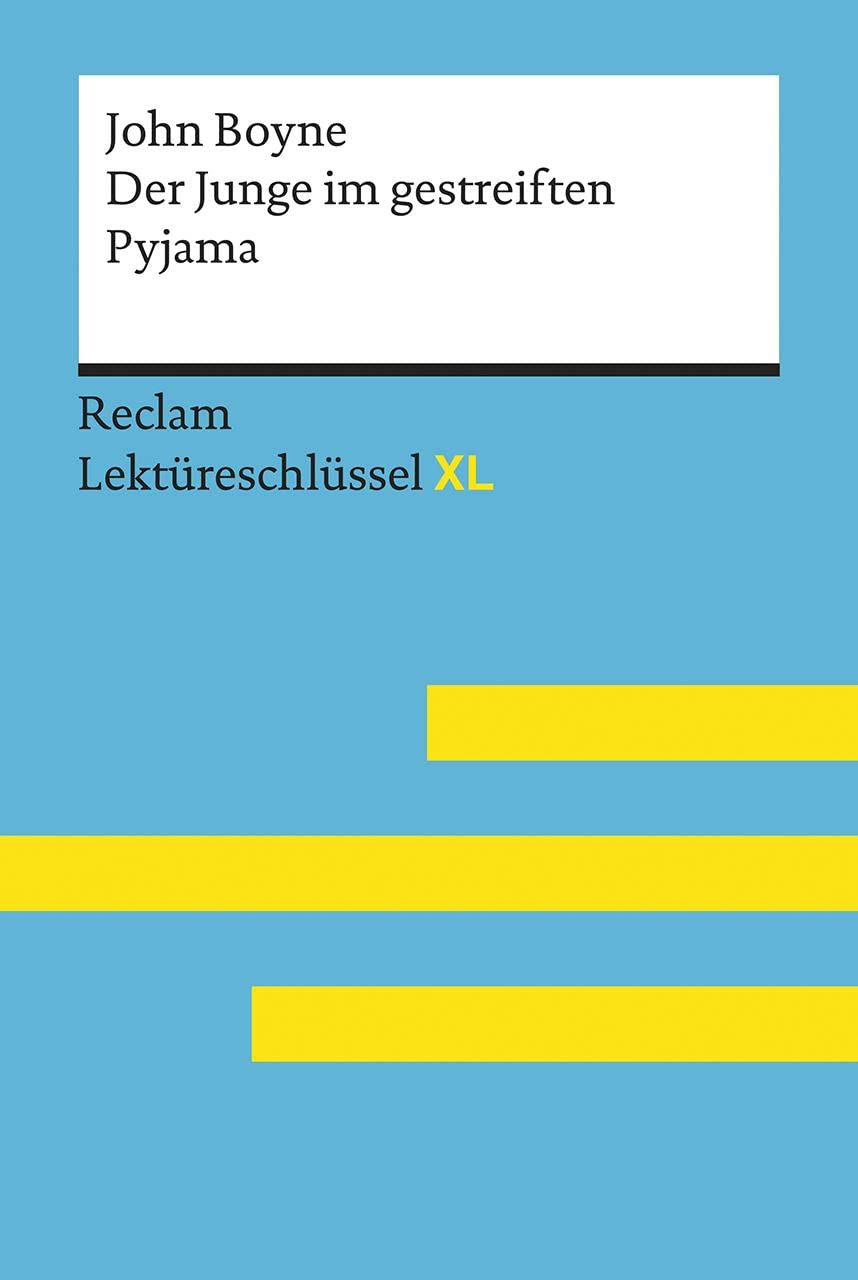 John Boyne
Der Junge im gestreiften
Pyjama
Reclam
Lektüreschlüssel XL